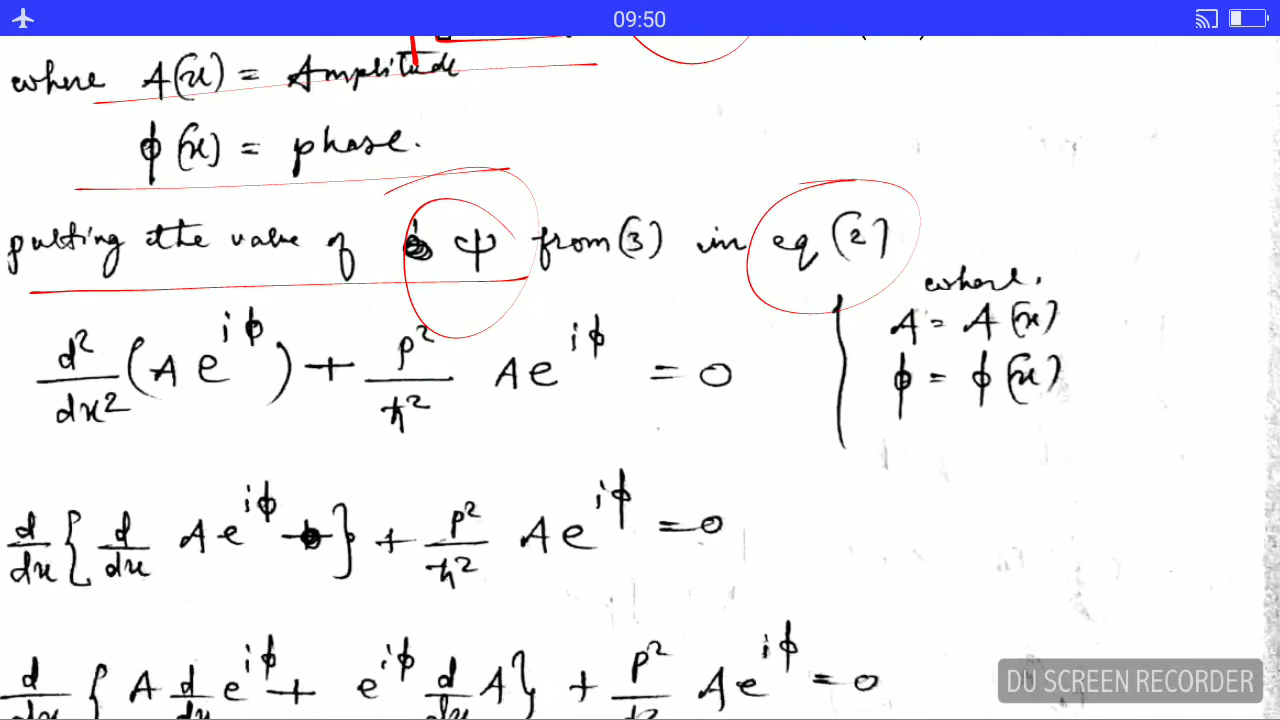 09:50
where A(x) = Amplitude
ϕ(x) = phase.
putting the value of ψ from (3) in eq (2)
where,
A = A(x)
ϕ = ϕ(x)
d²/dx² (A e^{iϕ}) + p²/ħ² A e^{iϕ} = 0
d/dx { d/dx A e^{iϕ} } + p²/ħ² A e^{iϕ} = 0
d/dx { A d/dx e^{iϕ} + e^{iϕ} d/dx A } + p²/ħ² A e^{iϕ} = 0
DU SCREEN RECORDER